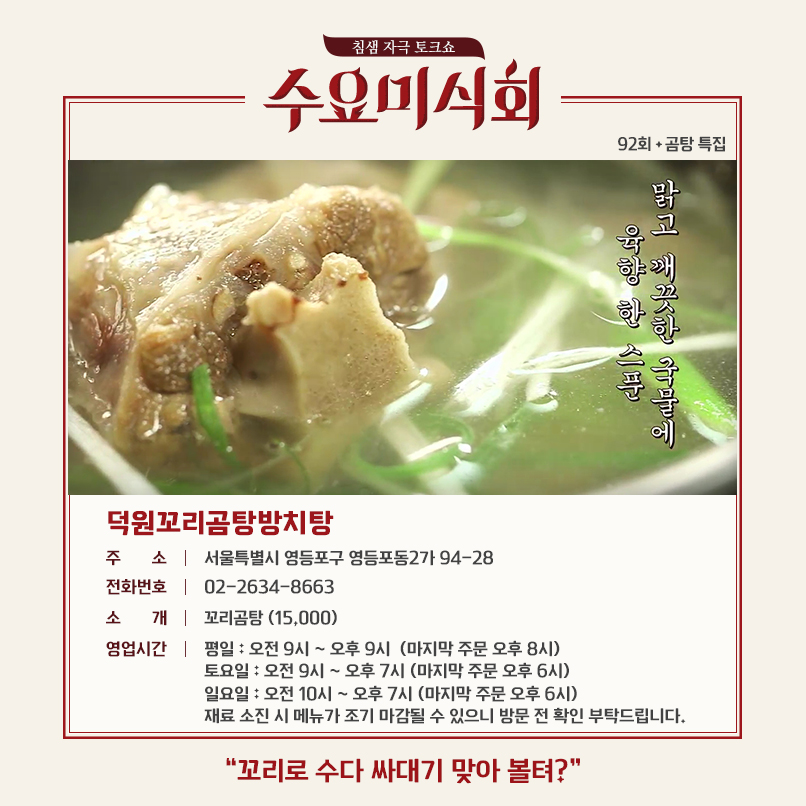 침샘 자극 토크쇼
수요미식회
92회 + 곰탕 특집
맑고 깨끗한 국물에
육향 한 스푼
덕원꼬리곰탕방치탕
주 소 | 서울특별시 영등포구 영등포동2가 94-28
전화번호 | 02-2634-8663
소 개 | 꼬리곰탕 (15,000)
영업시간 | 평일 : 오전 9시 ~ 오후 9시 (마지막 주문 오후 8시)
토요일 : 오전 9시 ~ 오후 7시 (마지막 주문 오후 6시)
일요일 : 오전 10시 ~ 오후 7시 (마지막 주문 오후 6시)
재료 소진 시 메뉴가 조기 마감될 수 있으니 방문 전 확인 부탁드립니다.
“꼬리로 수다 싸대기 맞아 볼텨?”